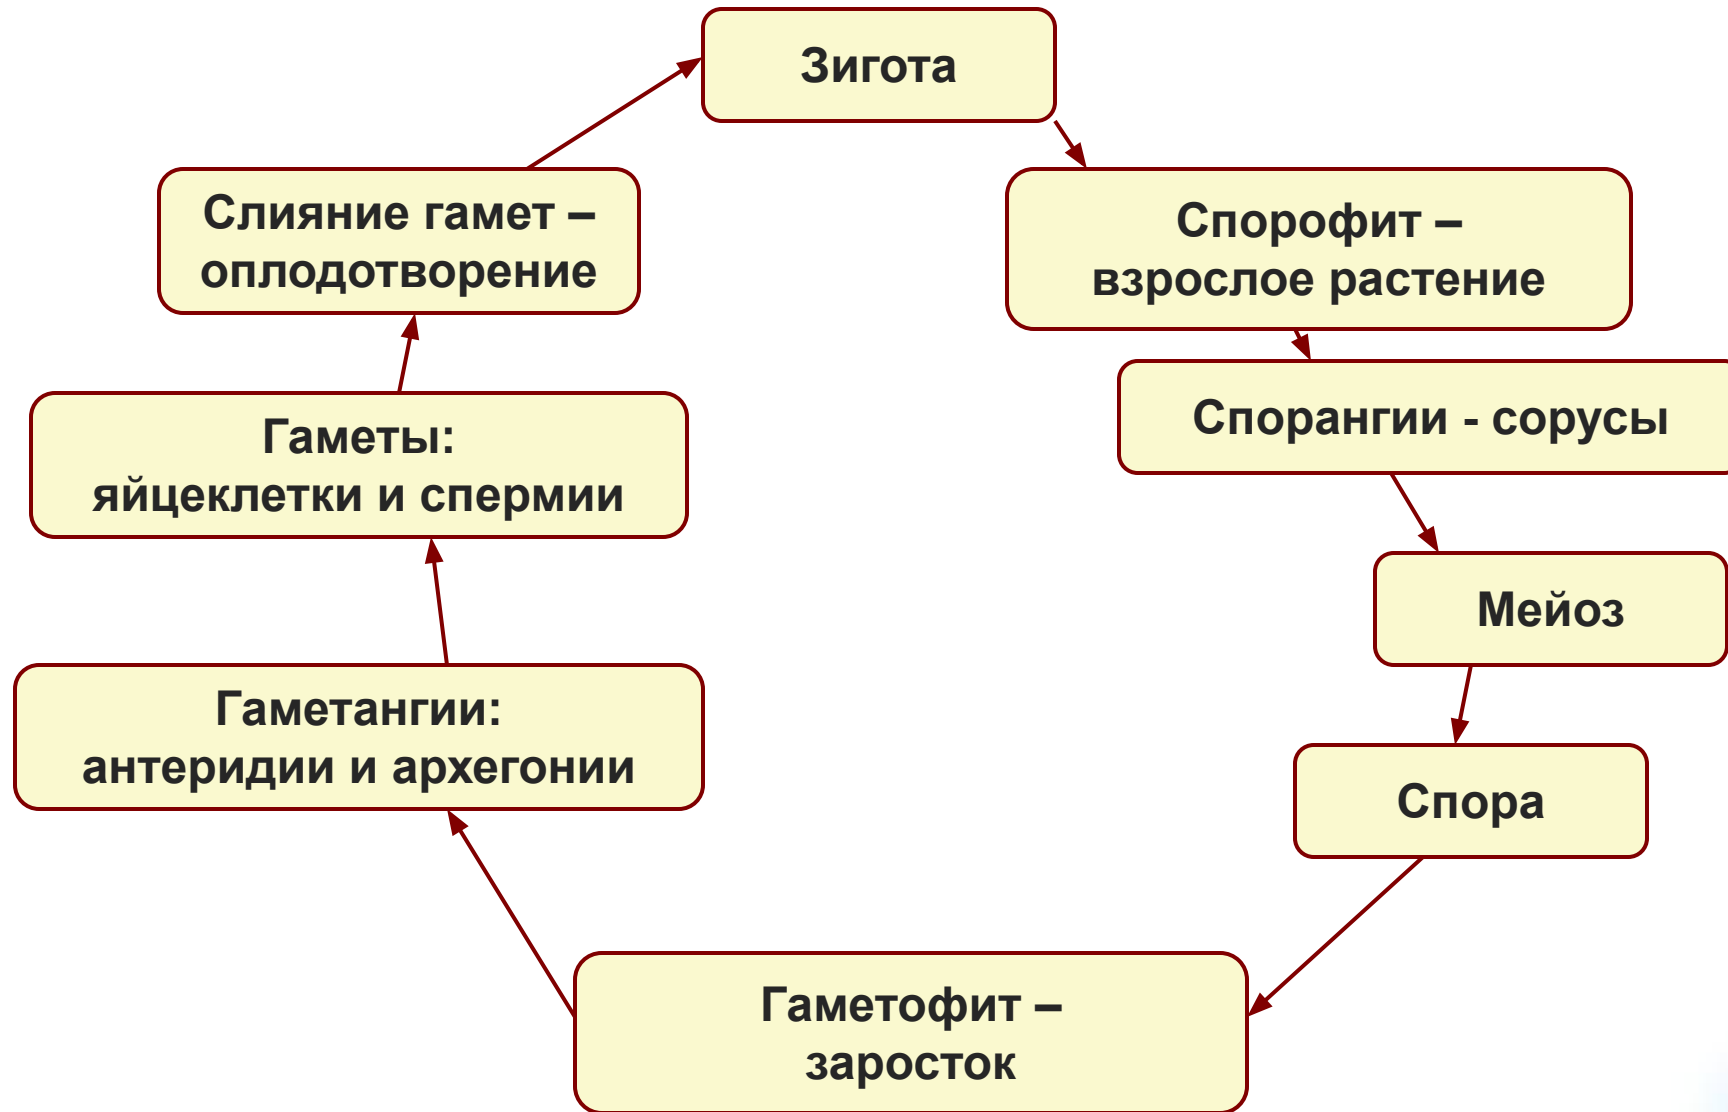 Зигота
Слияние гамет –
оплодотворение
Спорофит –
взрослое растение
Спорангии - сорусы
Гаметы:
яйцеклетки и спермии
Мейоз
Гаметангии:
антеридии и архегонии
Спора
Гаметофит –
заросток